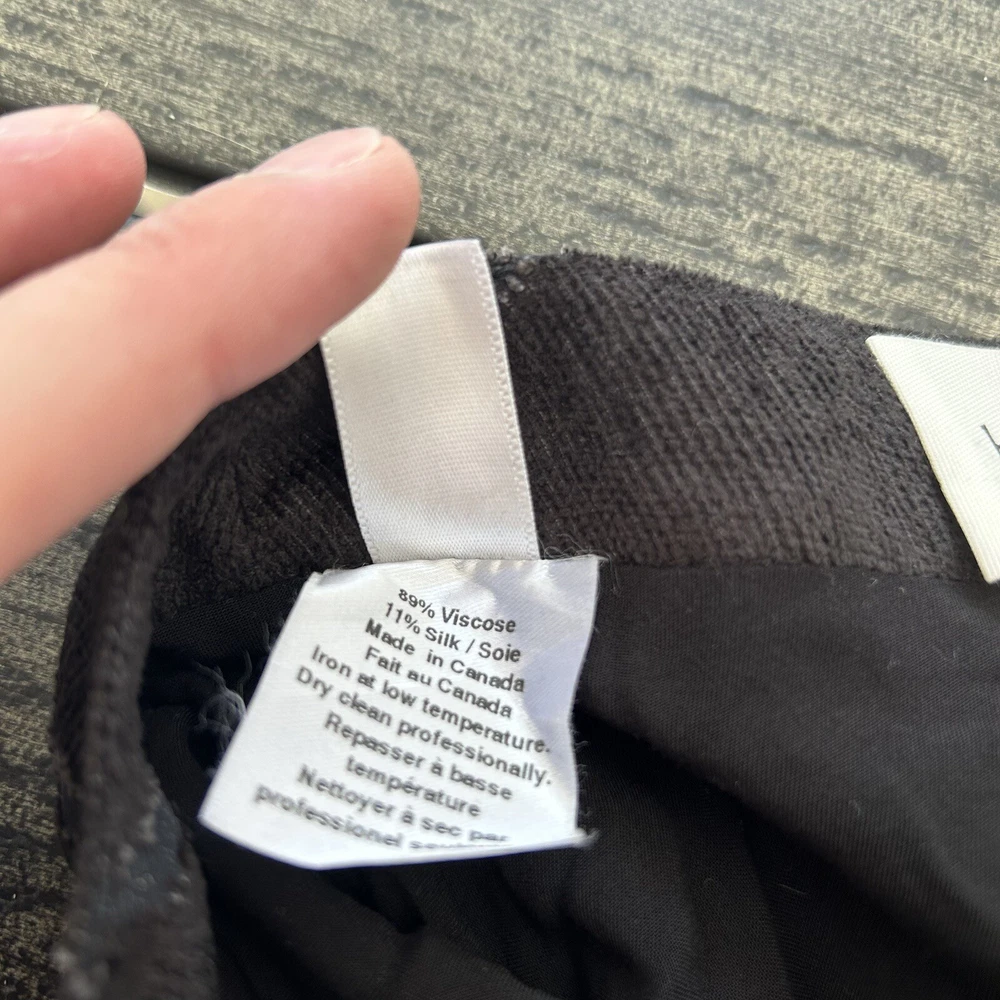 89% Viscose
11% Silk / Soie
Made in Canada
Fait au Canada
Iron at low temperature.
Dry clean professionally.
Repasser à basse
température
Nettoyer à sec par
professionel